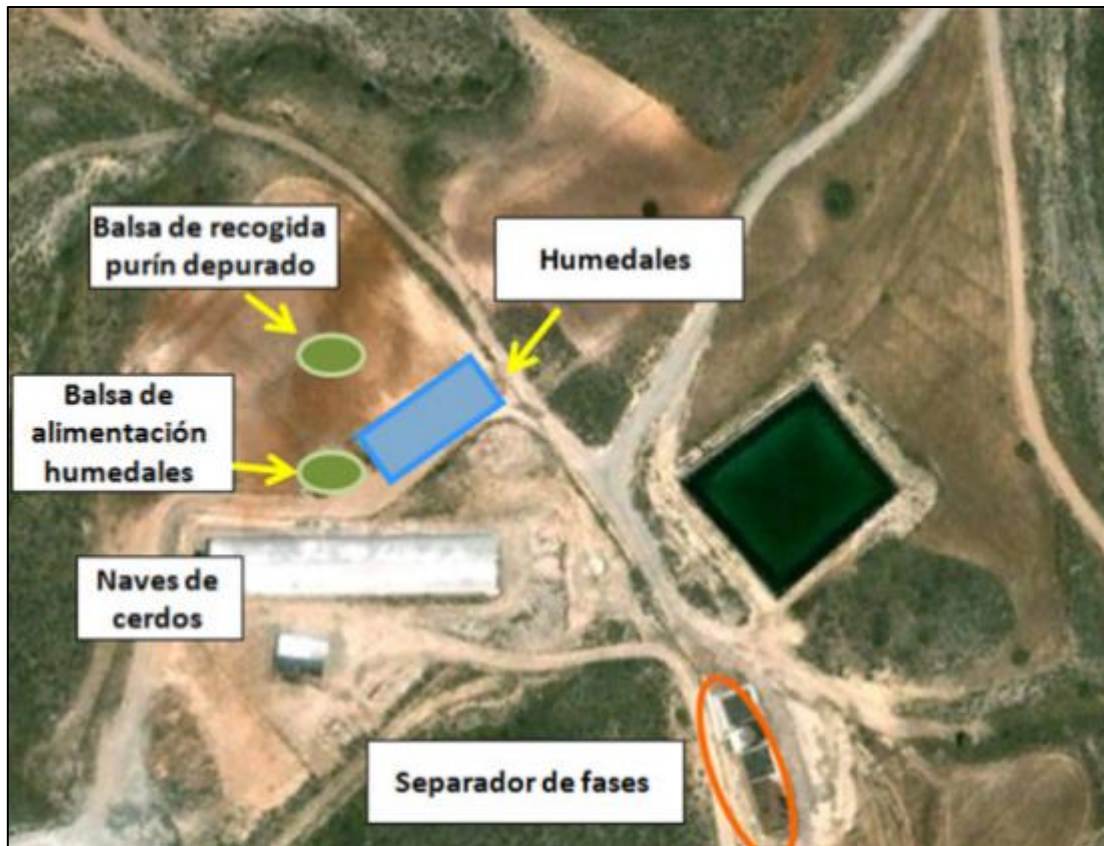 Balsa de recogida
purín depurado
Humedales
Balsa de
alimentación
humedales
Naves de
cerdos
Separador de fases